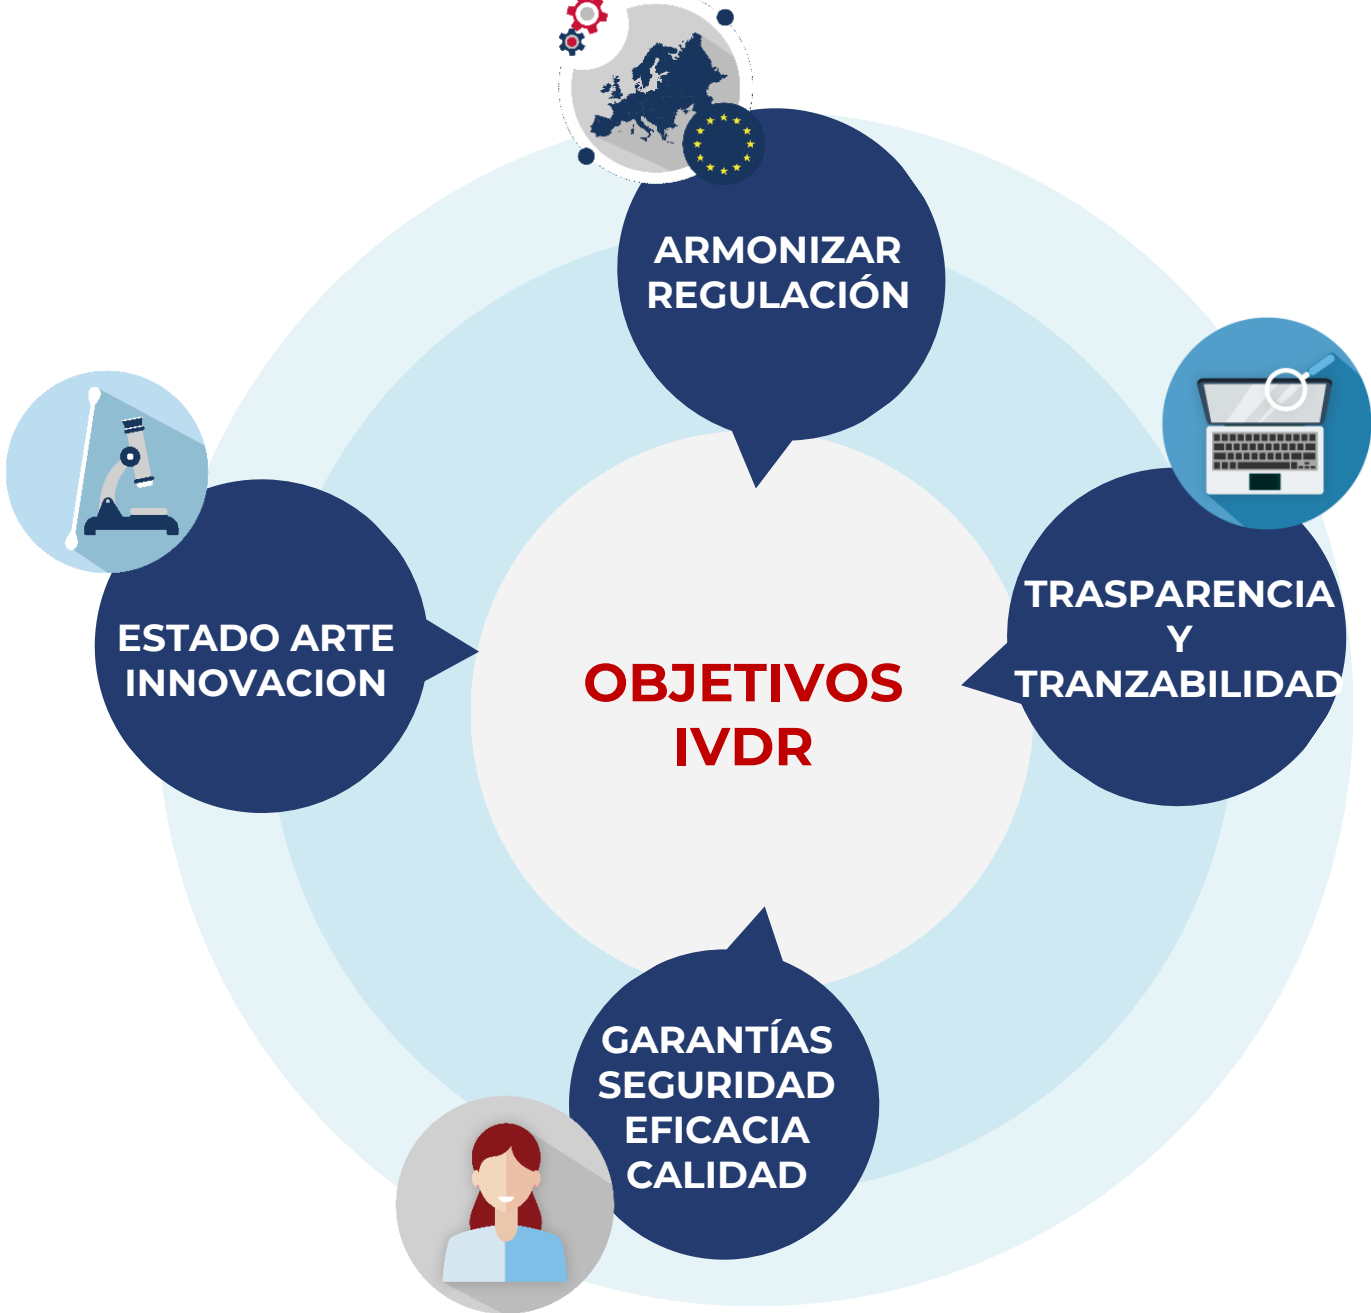 ARMONIZAR
REGULACIÓN
TRASPARENCIA
Y
TRANZABILIDAD
ESTADO ARTE
INNOVACION
OBJETIVOS
IVDR
GARANTÍAS
SEGURIDAD
EFICACIA
CALIDAD